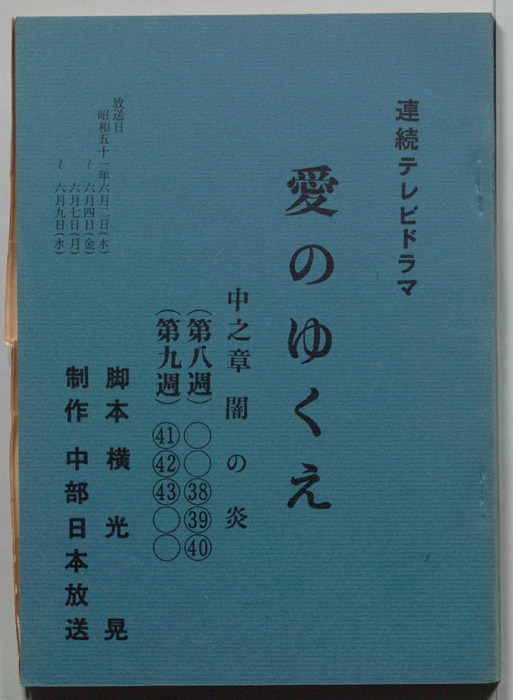 連続テレビドラマ
愛のゆくえ
中之章 闇の炎
(第八週)○○㊳㊴㊵
(第九週)㊶㊷㊸○○
放送日
昭和五十一年六月二日(水)
~ 六月四日(金)
六月七日(月)
~ 六月九日(水)
脚本 横光 晃
制作 中部日本放送